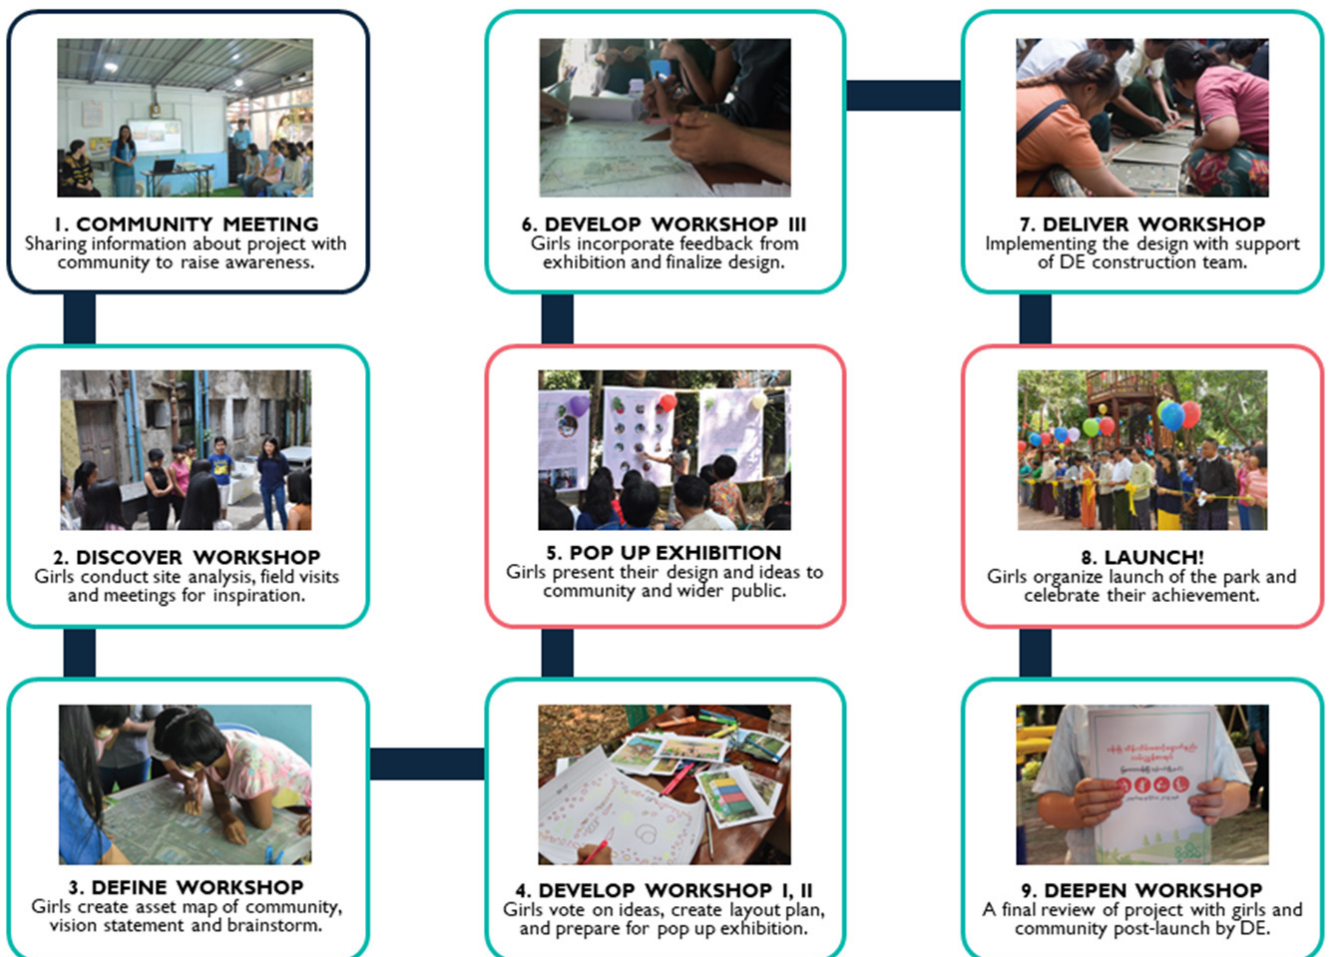 1. COMMUNITY MEETING
Sharing information about project with
community to raise awareness.
2. DISCOVER WORKSHOP
Girls conduct site analysis, field visits
and meetings for inspiration.
3. DEFINE WORKSHOP
Girls create asset map of community,
vision statement and brainstorm.
4. DEVELOP WORKSHOP I, II
Girls vote on ideas, create layout plan,
and prepare for pop up exhibition.
5. POP UP EXHIBITION
Girls present their design and ideas to
community and wider public.
6. DEVELOP WORKSHOP III
Girls incorporate feedback from
exhibition and finalize design.
7. DELIVER WORKSHOP
Implementing the design with support
of DE construction team.
8. LAUNCH!
Girls organize launch of the park and
celebrate their achievement.
9. DEEPEN WORKSHOP
A final review of project with girls and
community post-launch by DE.